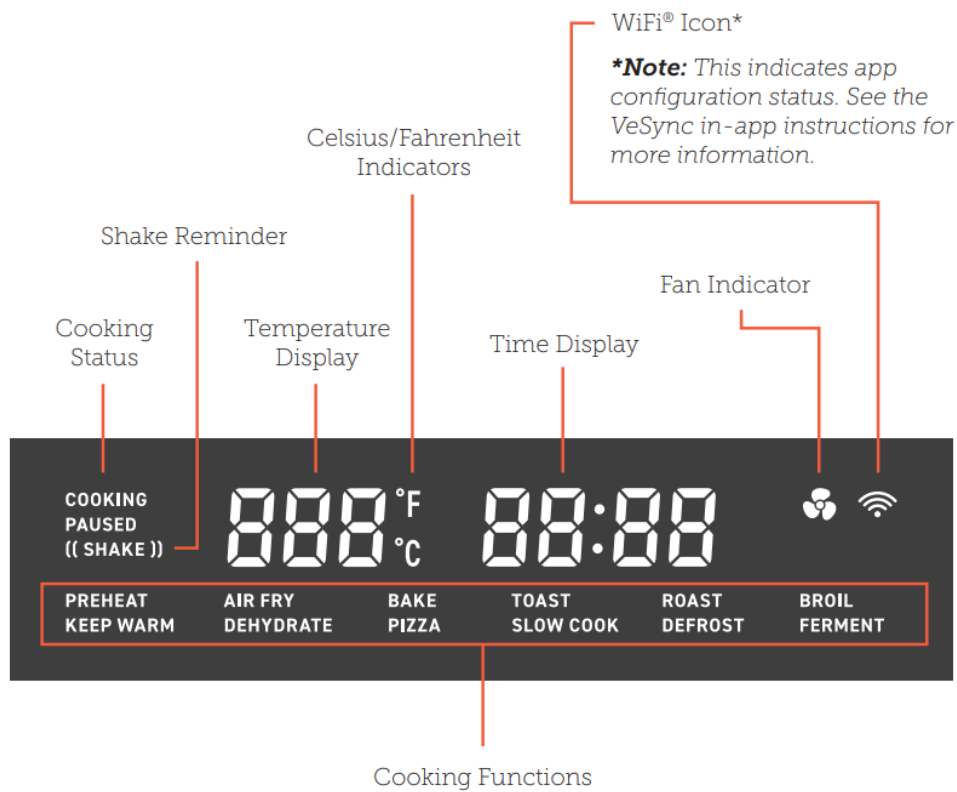 WiFi® Icon*
*Note: This indicates app
configuration status. See the
VeSync in-app instructions for
more information.
Celsius/Fahrenheit
Indicators
Shake Reminder
Fan Indicator
Cooking
Status
Temperature
Display
Time Display
COOKING
PAUSED
(( SHAKE ))
888 °F
°C
88:88
PREHEAT AIR FRY BAKE TOAST ROAST BROIL
KEEP WARM DEHYDRATE PIZZA SLOW COOK DEFROST FERMENT
Cooking Functions